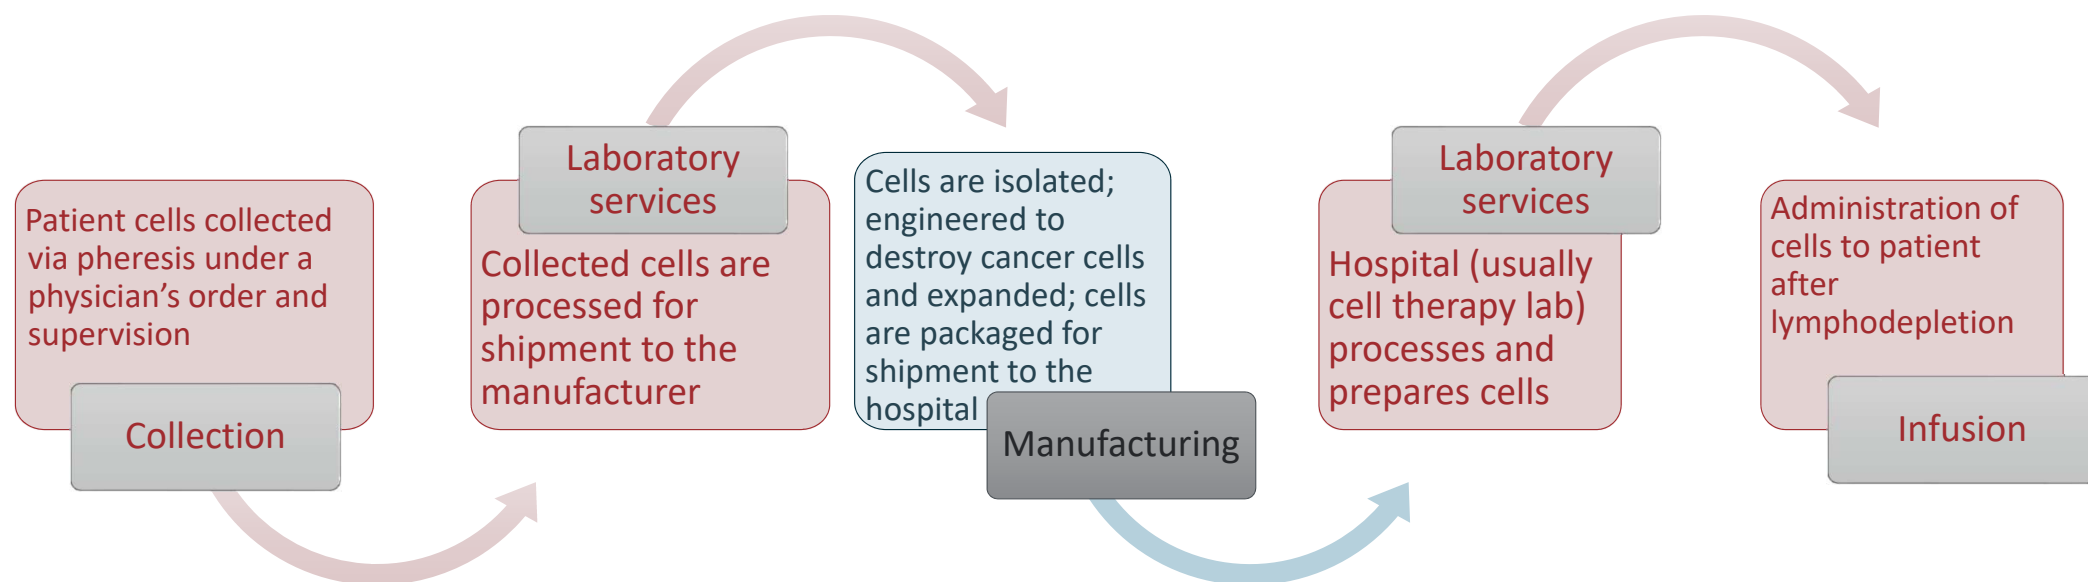 Patient cells collected
via pheresis under a
physician’s order and
supervision
Collection
Laboratory
services
Collected cells are
processed for
shipment to the
manufacturer
Cells are isolated;
engineered to
destroy cancer cells
and expanded; cells
are packaged for
shipment to the
hospital
Manufacturing
Laboratory
services
Hospital (usually
cell therapy lab)
processes and
prepares cells
Administration of
cells to patient
after
lymphodepletion
Infusion